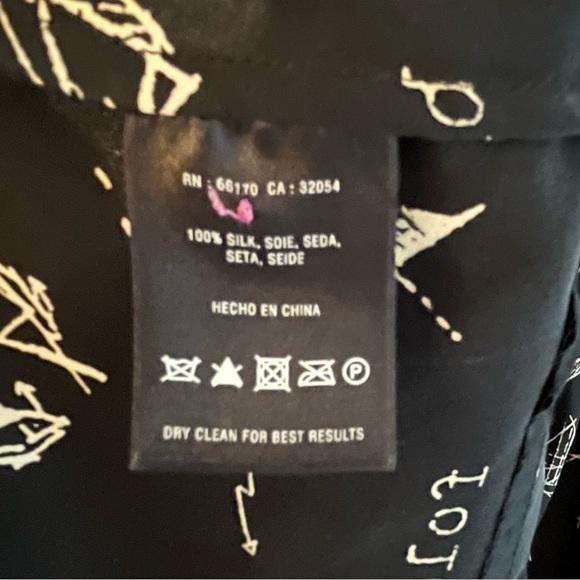 RN : 66170 CA : 32054
100% SILK, SOIE, SEDA,
SETA, SEIDE
HECHO EN CHINA
P
DRY CLEAN FOR BEST RESULTS